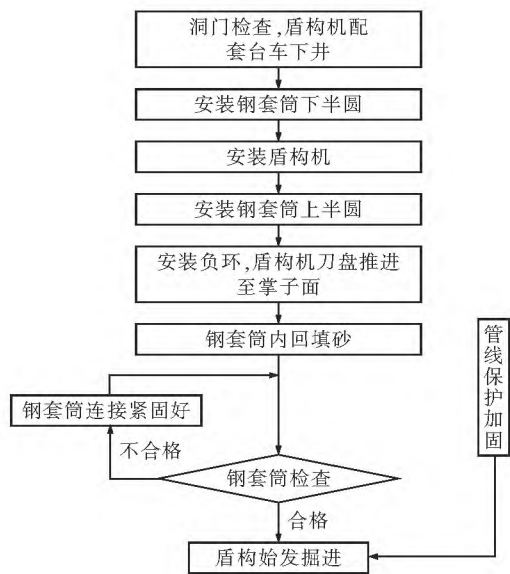 洞门检查,盾构机配
套台车下井
安装钢套筒下半圆
安装盾构机
安装钢套筒上半圆
安装负环,盾构机刀盘推进
至掌子面
钢套筒内回填砂
管线保护加固
钢套筒连接紧固好
不合格
钢套筒检查
合格
盾构始发掘进